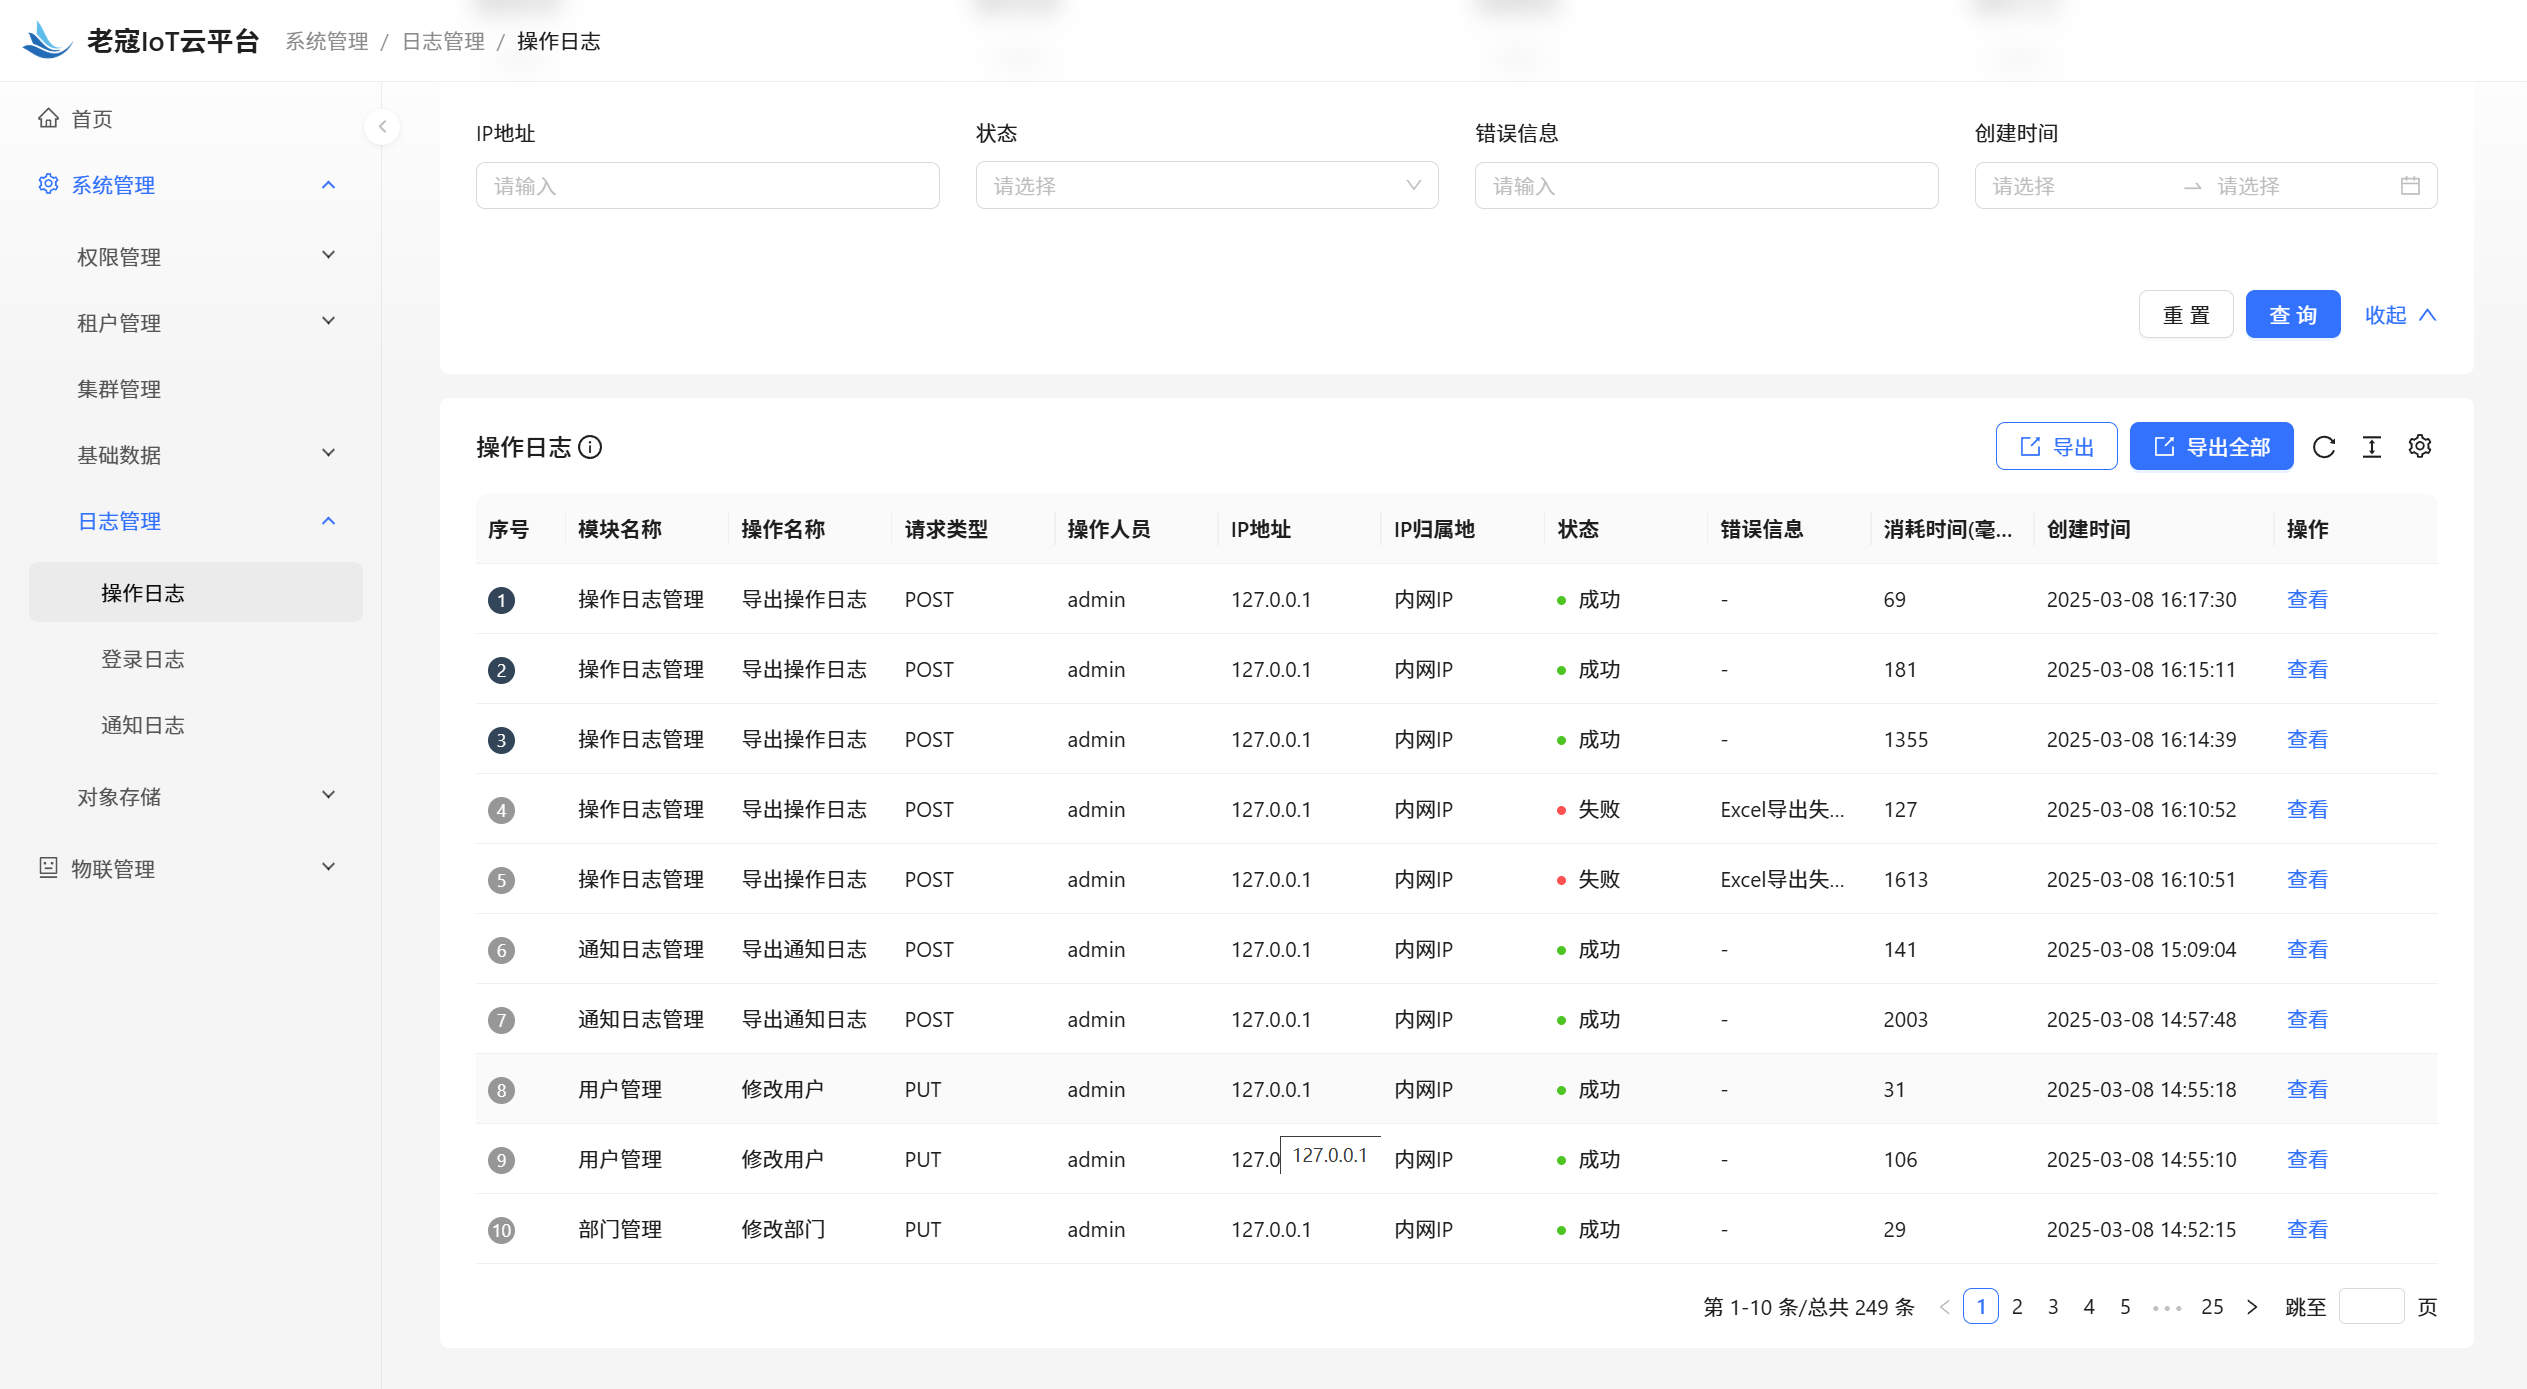 老寇IoT云平台 系统管理 / 日志管理 / 操作日志
首页
系统管理
权限管理
租户管理
集群管理
基础数据
日志管理
操作日志
登录日志
通知日志
对象存储
物联管理
IP地址 状态 错误信息 创建时间
请输入 请选择 请输入 请选择 → 请选择
重 置 查 询 收起
操作日志 导出 导出全部
序号 模块名称 操作名称 请求类型 操作人员 IP地址 IP归属地 状态 错误信息 消耗时间(毫... 创建时间 操作
1 操作日志管理 导出操作日志 POST admin 127.0.0.1 内网IP 成功 - 69 2025-03-08 16:17:30 查看
2 操作日志管理 导出操作日志 POST admin 127.0.0.1 内网IP 成功 - 181 2025-03-08 16:15:11 查看
3 操作日志管理 导出操作日志 POST admin 127.0.0.1 内网IP 成功 - 1355 2025-03-08 16:14:39 查看
4 操作日志管理 导出操作日志 POST admin 127.0.0.1 内网IP 失败 Excel导出失... 127 2025-03-08 16:10:52 查看
5 操作日志管理 导出操作日志 POST admin 127.0.0.1 内网IP 失败 Excel导出失... 1613 2025-03-08 16:10:51 查看
6 通知日志管理 导出通知日志 POST admin 127.0.0.1 内网IP 成功 - 141 2025-03-08 15:09:04 查看
7 通知日志管理 导出通知日志 POST admin 127.0.0.1 内网IP 成功 - 2003 2025-03-08 14:57:48 查看
8 用户管理 修改用户 PUT admin 127.0.0.1 内网IP 成功 - 31 2025-03-08 14:55:18 查看
9 用户管理 修改用户 PUT admin 127.0 127.0.0.1 内网IP 成功 - 106 2025-03-08 14:55:10 查看
10 部门管理 修改部门 PUT admin 127.0.0.1 内网IP 成功 - 29 2025-03-08 14:52:15 查看
第 1-10 条/总共 249 条 < 1 2 3 4 5 ••• 25 > 跳至 页